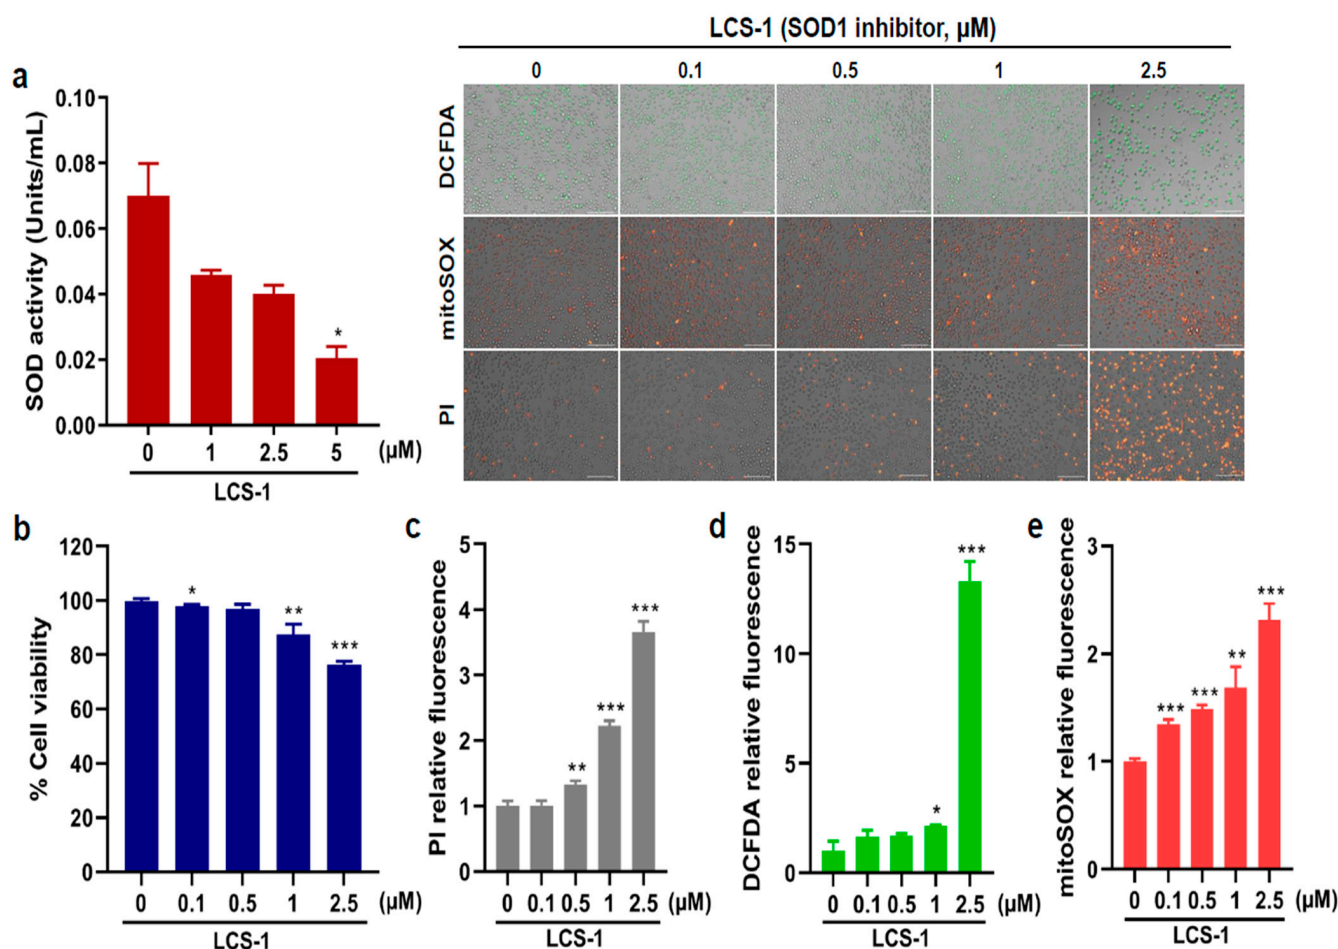 LCS-1 (SOD1 inhibitor, µM)
0 0.1 0.5 1 2.5
DCFDA
mitoSOX
PI
a
SOD activity (Units/mL)
0.10
0.08
0.06
0.04
0.02
0.00
*
0 1 2.5 5 (µM)
LCS-1
b
% Cell viability
120
100
80
60
40
20
0
* ** ***
0 0.1 0.5 1 2.5
LCS-1
c
PI relative fluorescence
5
4
3
2
1
0
** *** ***
0 0.1 0.5 1 2.5 (µM)
LCS-1
d
DCFDA relative fluorescence
15
10
5
0
* ***
0 0.1 0.5 1 2.5 (µM)
LCS-1
e
mitoSOX relative fluorescence
3
2
1
0
*** *** ** ***
0 0.1 0.5 1 2.5 (µM)
LCS-1